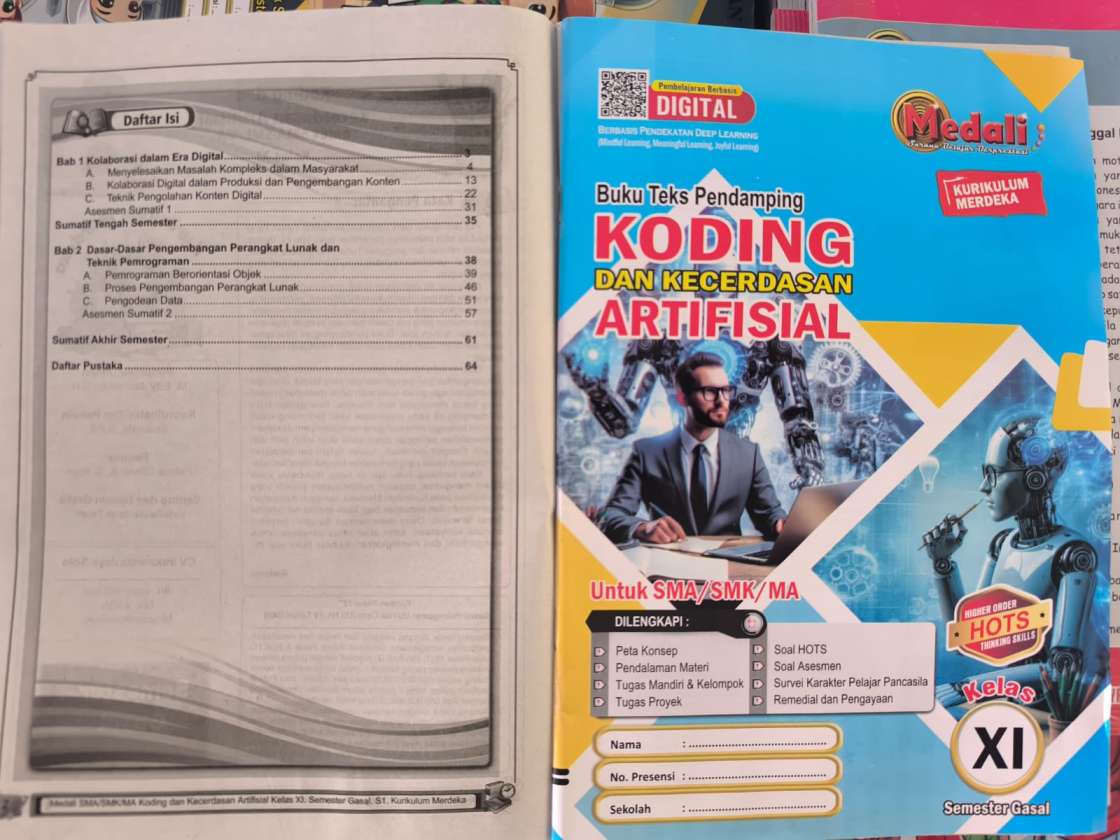 Daftar Isi
Bab 1 Kolaborasi dalam Era Digital 3
A. Menyelesaikan Masalah Kompleks dalam Masyarakat 4
B. Kolaborasi Digital dalam Produksi dan Pengembangan Konten 13
C. Teknik Pengolahan Konten Digital 22
Asesmen Sumatif 1 31
Sumatif Tengah Semester 35
Bab 2 Dasar-Dasar Pengembangan Perangkat Lunak dan
Teknik Pemrograman 38
A. Pemrograman Berorientasi Objek 39
B. Proses Pengembangan Perangkat Lunak 46
C. Pengodean Data 51
Asesmen Sumatif 2 57
Sumatif Akhir Semester 61
Daftar Pustaka 64
Medali SMA/SMK/MA Koding dan Kecerdasan Artifisial Kelas XI, Semester Gasal, S1, Kurikulum Merdeka
Pembelajaran Berbasis
DIGITAL
BERBASIS PENDEKATAN DEEP LEARNING
(Mindful Learning, Meaningful Learning, Joyful Learning)
Medali
Sarana Belajar Berprestasi
KURIKULUM
MERDEKA
Buku Teks Pendamping
KODING
DAN KECERDASAN
ARTIFISIAL
Untuk SMA/SMK/MA
DILENGKAPI :
Peta Konsep
Pendalaman Materi
Tugas Mandiri & Kelompok
Tugas Proyek
Soal HOTS
Soal Asesmen
Survei Karakter Pelajar Pancasila
Remedial dan Pengayaan
HIGHER ORDER
HOTS
THINKING SKILLS
Kelas
XI
Semester Gasal
Nama :
No. Presensi :
Sekolah :